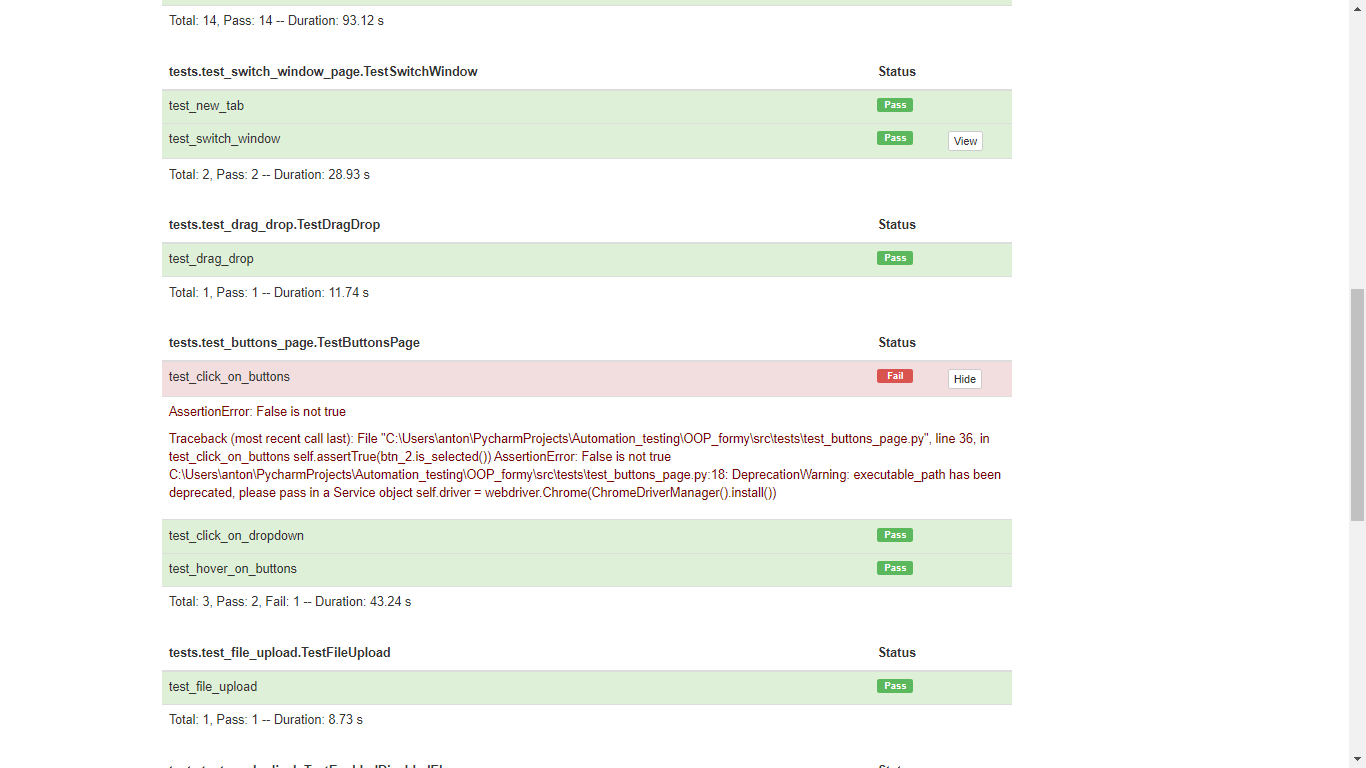 Total: 14, Pass: 14 -- Duration: 93.12 s
tests.test_switch_window_page.TestSwitchWindow Status
test_new_tab Pass
test_switch_window Pass View
Total: 2, Pass: 2 -- Duration: 28.93 s
tests.test_drag_drop.TestDragDrop Status
test_drag_drop Pass
Total: 1, Pass: 1 -- Duration: 11.74 s
tests.test_buttons_page.TestButtonsPage Status
test_click_on_buttons Fail Hide
AssertionError: False is not true
Traceback (most recent call last): File "C:\Users\anton\PycharmProjects\Automation_testing\OOP_formy\src\tests\test_buttons_page.py", line 36, in
test_click_on_buttons self.assertTrue(btn_2.is_selected()) AssertionError: False is not true
C:\Users\anton\PycharmProjects\Automation_testing\OOP_formy\src\tests\test_buttons_page.py:18: DeprecationWarning: executable_path has been
deprecated, please pass in a Service object self.driver = webdriver.Chrome(ChromeDriverManager().install())
test_click_on_dropdown Pass
test_hover_on_buttons Pass
Total: 3, Pass: 2, Fail: 1 -- Duration: 43.24 s
tests.test_file_upload.TestFileUpload Status
test_file_upload Pass
Total: 1, Pass: 1 -- Duration: 8.73 s